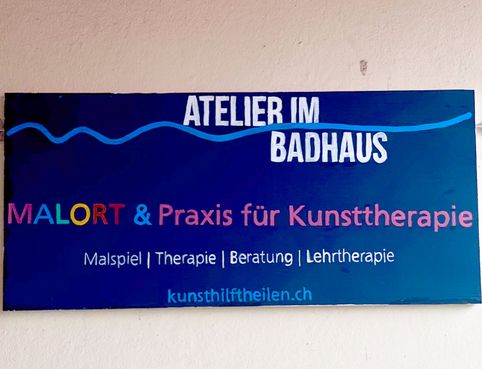 ATELIER IM
BADHAUS
MALORT & Praxis für Kunsttherapie
Malspiel | Therapie | Beratung | Lehrtherapie
kunsthilftheilen.ch